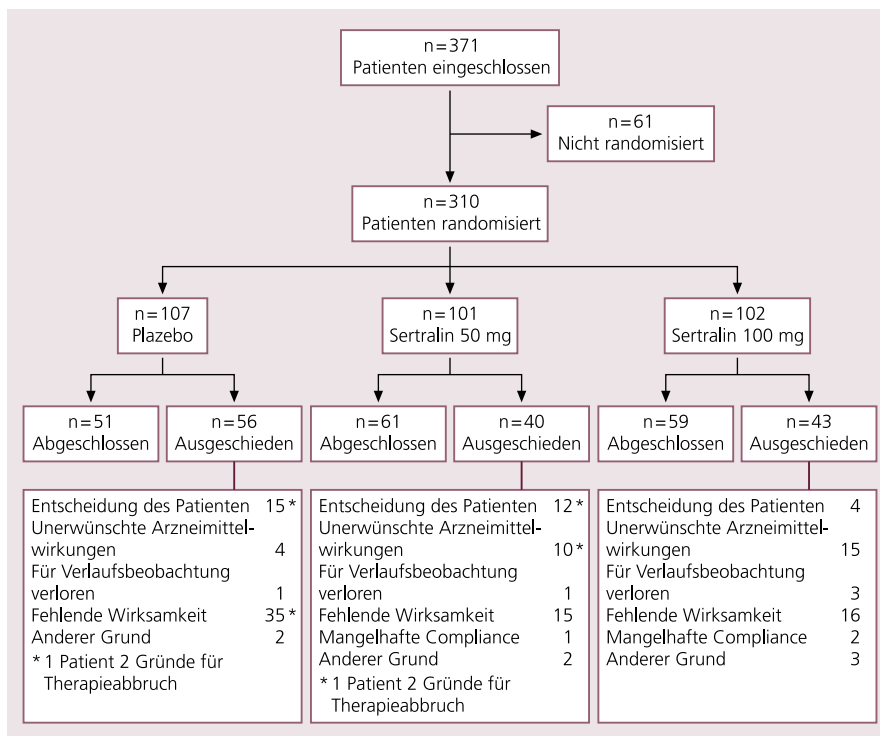 n=371
Patienten eingeschlossen
n=61
Nicht randomisiert
n=310
Patienten randomisiert
n=107
Plazebo
n=101
Sertralin 50 mg
n=102
Sertralin 100 mg
n=51
Abgeschlossen
n=56
Ausgeschieden
n=61
Abgeschlossen
n=40
Ausgeschieden
n=59
Abgeschlossen
n=43
Ausgeschieden
Entscheidung des Patienten 15 *
Unerwünschte Arzneimittel-
wirkungen 4
Für Verlaufsbeobachtung
verloren 1
Fehlende Wirksamkeit 35 *
Anderer Grund 2
* 1 Patient 2 Gründe für
Therapieabbruch
Entscheidung des Patienten 12 *
Unerwünschte Arzneimittel-
wirkungen 10 *
Für Verlaufsbeobachtung
verloren 1
Fehlende Wirksamkeit 15
Mangelhafte Compliance 1
Anderer Grund 2
* 1 Patient 2 Gründe für
Therapieabbruch
Entscheidung des Patienten 4
Unerwünschte Arzneimittel-
wirkungen 15
Für Verlaufsbeobachtung
verloren 3
Fehlende Wirksamkeit 16
Mangelhafte Compliance 2
Anderer Grund 3